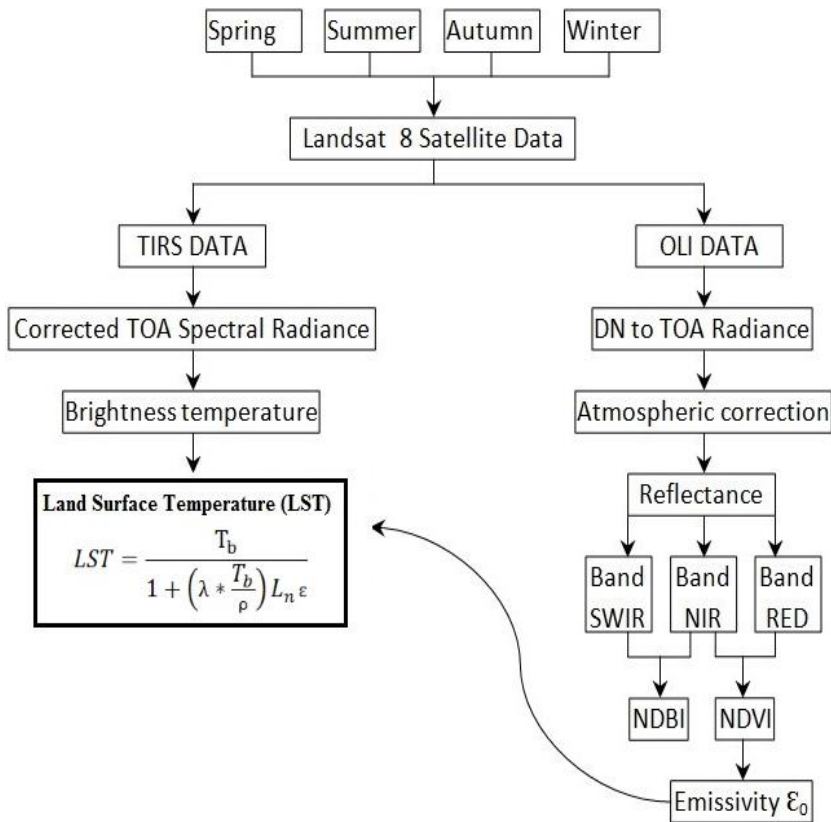 Spring
Summer
Autumn
Winter
Landsat 8 Satellite Data
TIRS DATA
OLI DATA
Corrected TOA Spectral Radiance
DN to TOA Radiance
Brightness temperature
Atmospheric correction
Land Surface Temperature (LST)
LST = T_b / 1 + (λ * T_b / ρ) L_n ε
Reflectance
Band SWIR
Band NIR
Band RED
NDBI
NDVI
Emissivity Ɛ₀